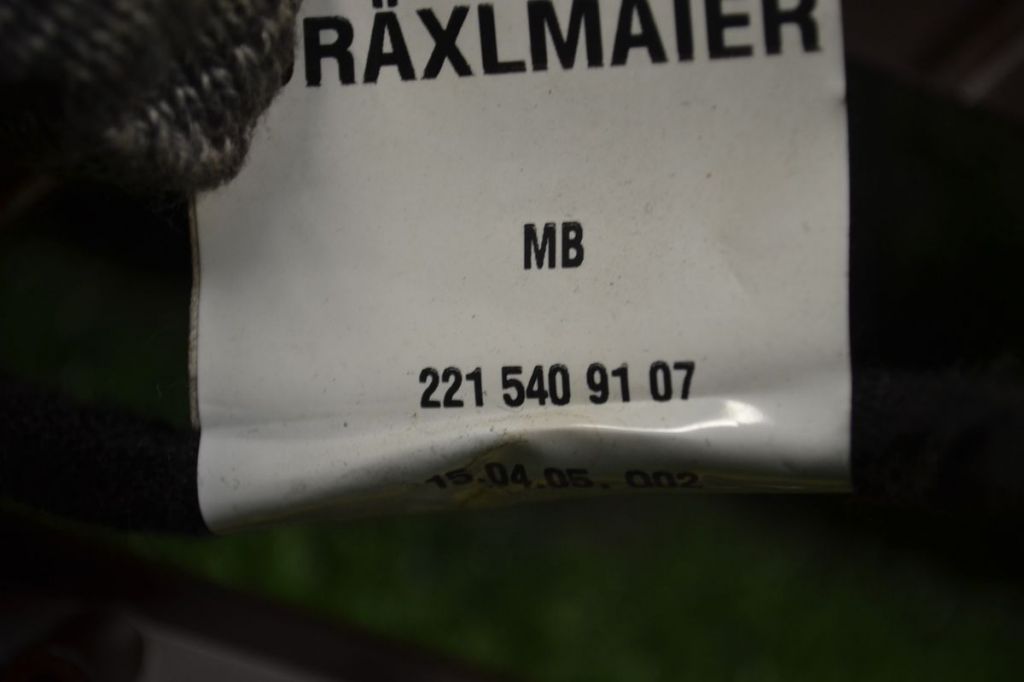 RÄXLMAIER
MB
221 540 91 07
15.04.05. 002